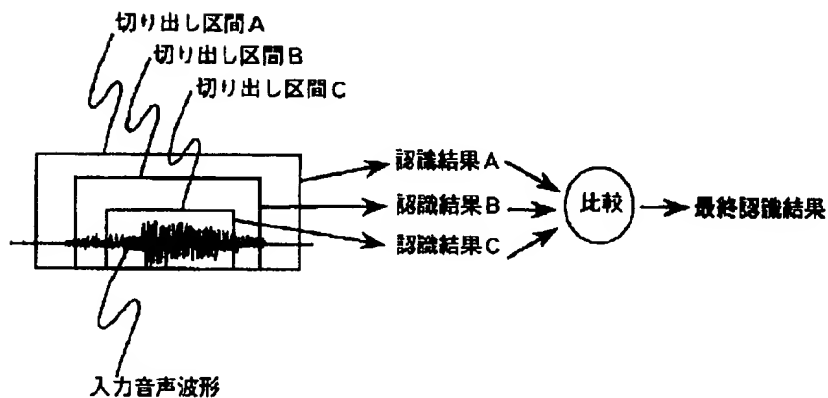 切り出し区間A
切り出し区間B
切り出し区間C
認識結果A
認識結果B
認識結果C
比較
最終認識結果
入力音声波形